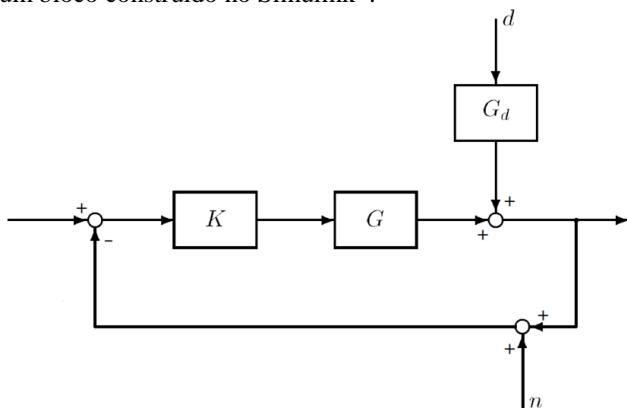 um bloco construído no Simulink
d
G_d
+
+
K
G
+
-
+
+
+
n